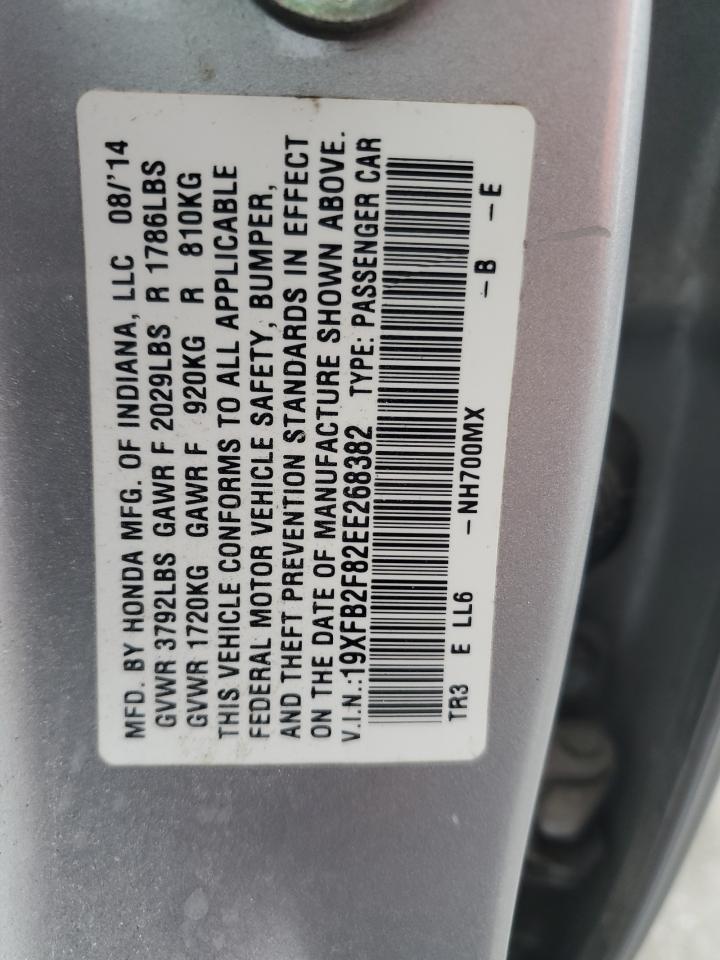 MFD. BY HONDA MFG. OF INDIANA, LLC 08/'14
GVWR 3792LBS GAWR F 2029LBS R 1786LBS
GVWR 1720KG GAWR F 920KG R 810KG
THIS VEHICLE CONFORMS TO ALL APPLICABLE
FEDERAL MOTOR VEHICLE SAFETY, BUMPER,
AND THEFT PREVENTION STANDARDS IN EFFECT
ON THE DATE OF MANUFACTURE SHOWN ABOVE.
V.I.N.:19XFB2F82EE268382 TYPE: PASSENGER CAR
TR3 E LL6 -NH700MX -B -E